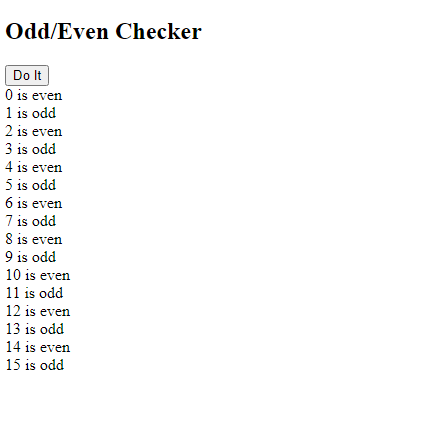 Odd/Even Checker
Do It
0 is even
1 is odd
2 is even
3 is odd
4 is even
5 is odd
6 is even
7 is odd
8 is even
9 is odd
10 is even
11 is odd
12 is even
13 is odd
14 is even
15 is odd